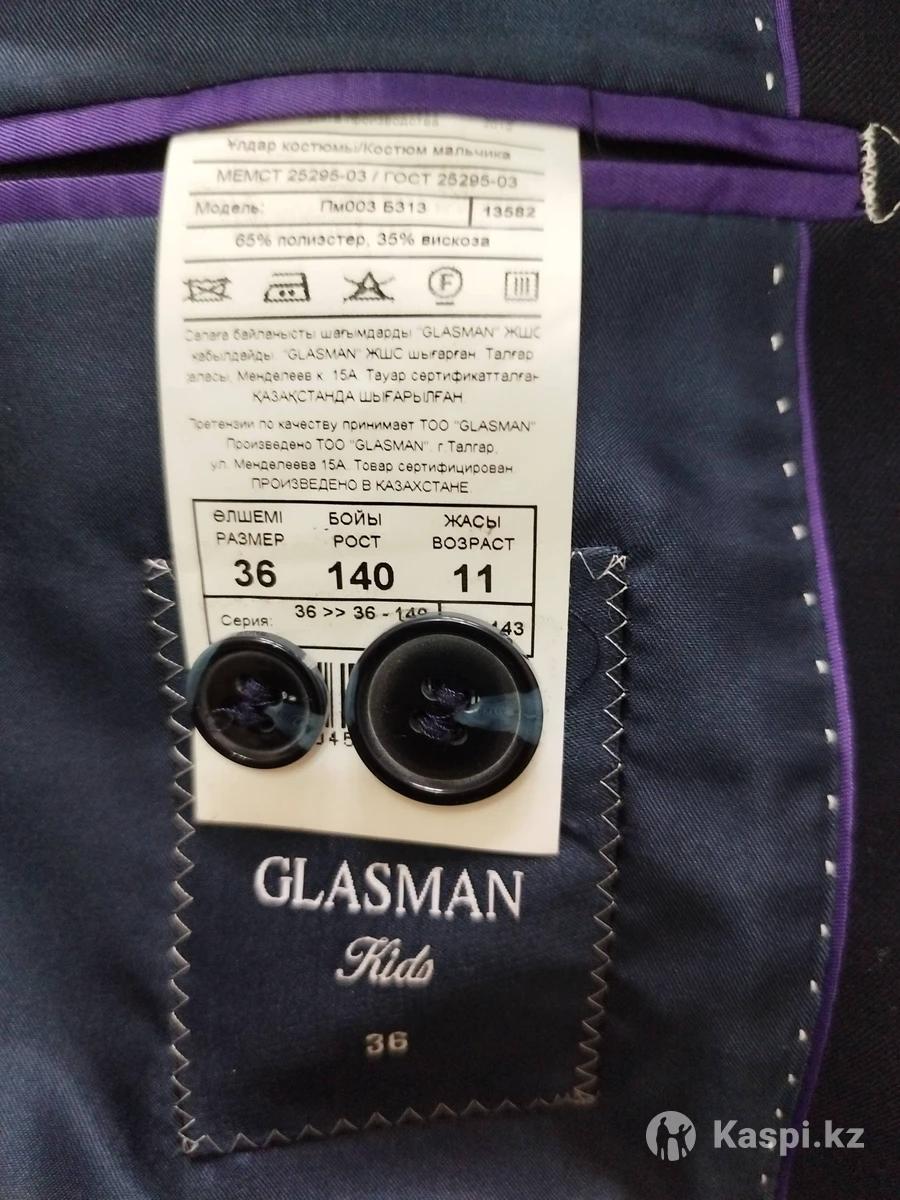 Ұлдар костюмы/Костюм мальчика
МЕМСТ 25295-03 / ГОСТ 25295-03
Модель: Пм003 Б313 13582
65% полиэстер, 35% вискоза
F
Сапаға байланысты шағымдарды "GLASMAN" ЖШС
қабылдайды. "GLASMAN" ЖШС шығарған. Талғар
қаласы, Менделеев к. 15А. Тауар сертификатталған
ҚАЗАҚСТАНДА ШЫҒАРЫЛҒАН
Претензии по качеству принимает ТОО "GLASMAN"
Произведено ТОО "GLASMAN". г.Талгар,
ул. Менделеева 15А. Товар сертифицирован.
ПРОИЗВЕДЕНО В КАЗАХСТАНЕ
ӨЛШЕМІ БОЙЫ ЖАСЫ
РАЗМЕР РОСТ ВОЗРАСТ
36 140 11
Серия: 36 >> 36 - 140
GLASMAN
Kids
36
Kaspi.kz